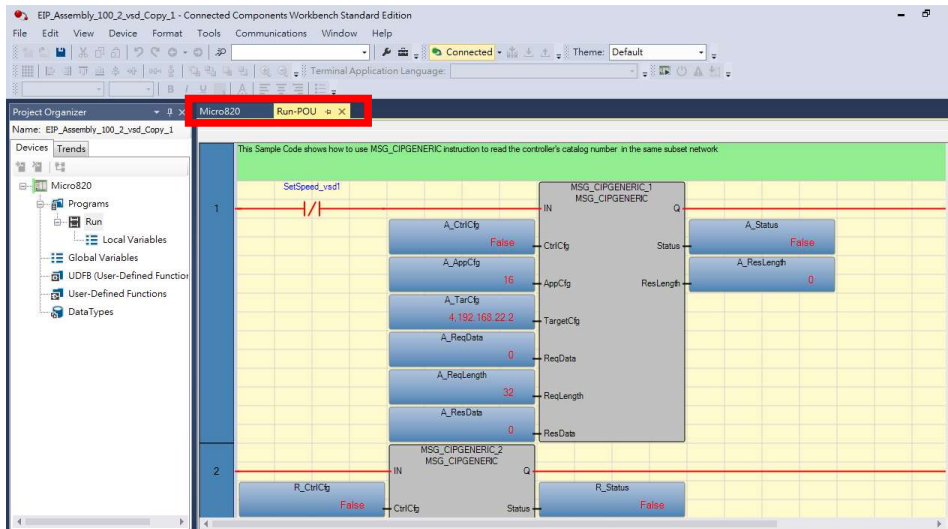 EIP_Assembly_100_2_vsd_Copy_1 - Connected Components Workbench Standard Edition
File Edit View Device Format Tools Communications Window Help
Connected Theme: Default
Terminal Application Language:
B I U A
Project Organizer
Micro820 Run-POU
Name: EIP_Assembly_100_2_vsd_Copy_1
Devices Trends
Micro820
Programs
Run
Local Variables
Global Variables
UDFB (User-Defined Function
User-Defined Functions
DataTypes
This Sample Code shows how to use MSG_CIPGENERIC instruction to read the controller's catalog number in the same subset network
1
SetSpeed_vsd1
MSG_CIPGENERIC_1
MSG_CIPGENERIC
IN Q
A_CtrlCfg
False
CtrlCfg Status
A_Status
False
A_AppCfg
16
AppCfg ResLength
A_ResLength
0
A_TarCfg
4,192.168.22.2
TargetCfg
A_ReqData
0
ReqData
A_ReqLength
32
ReqLength
A_ResData
0
ResData
2
MSG_CIPGENERIC_2
MSG_CIPGENERIC
IN Q
R_CtrlCfg
False
CtrlCfg Status
R_Status
False